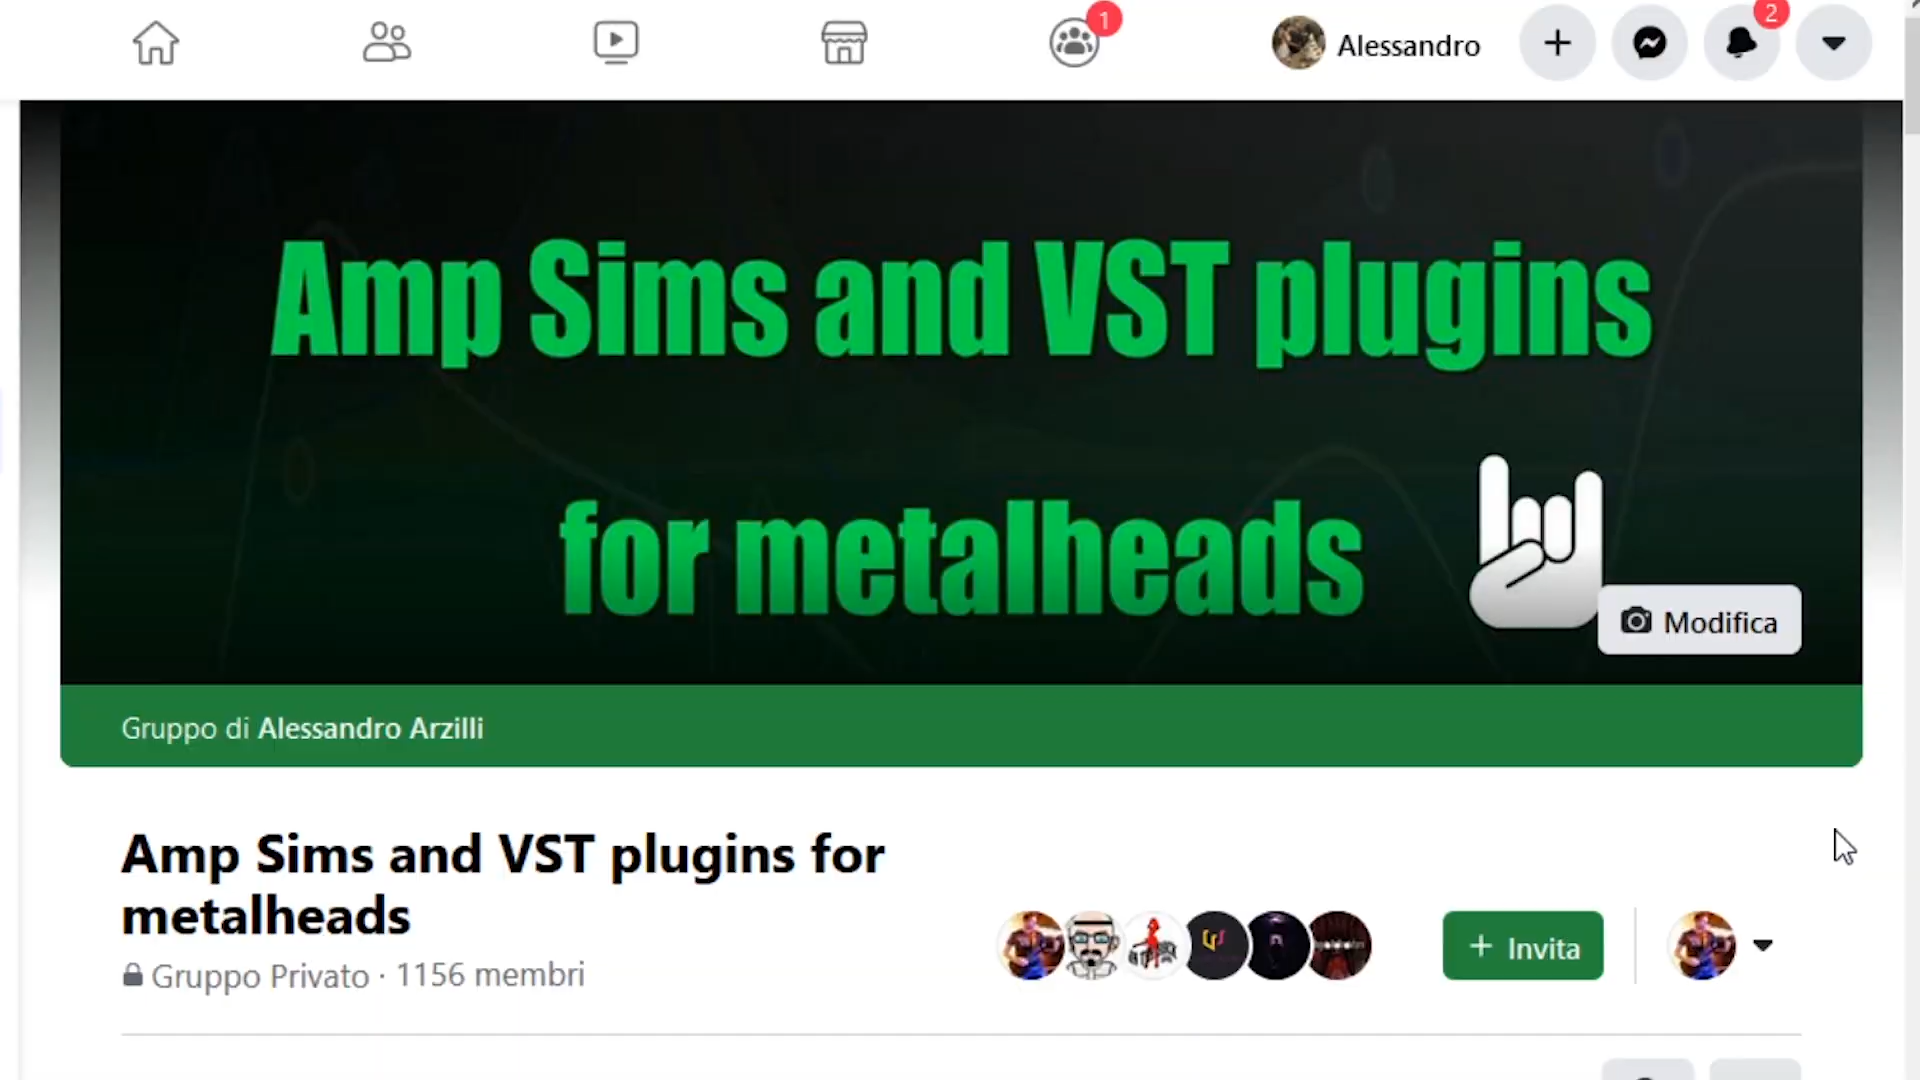 1
2
Alessandro
Amp Sims and VST plugins
for metalheads
Modifica
Gruppo di Alessandro Arzilli
Amp Sims and VST plugins for
metalheads
Gruppo Privato · 1156 membri
+ Invita